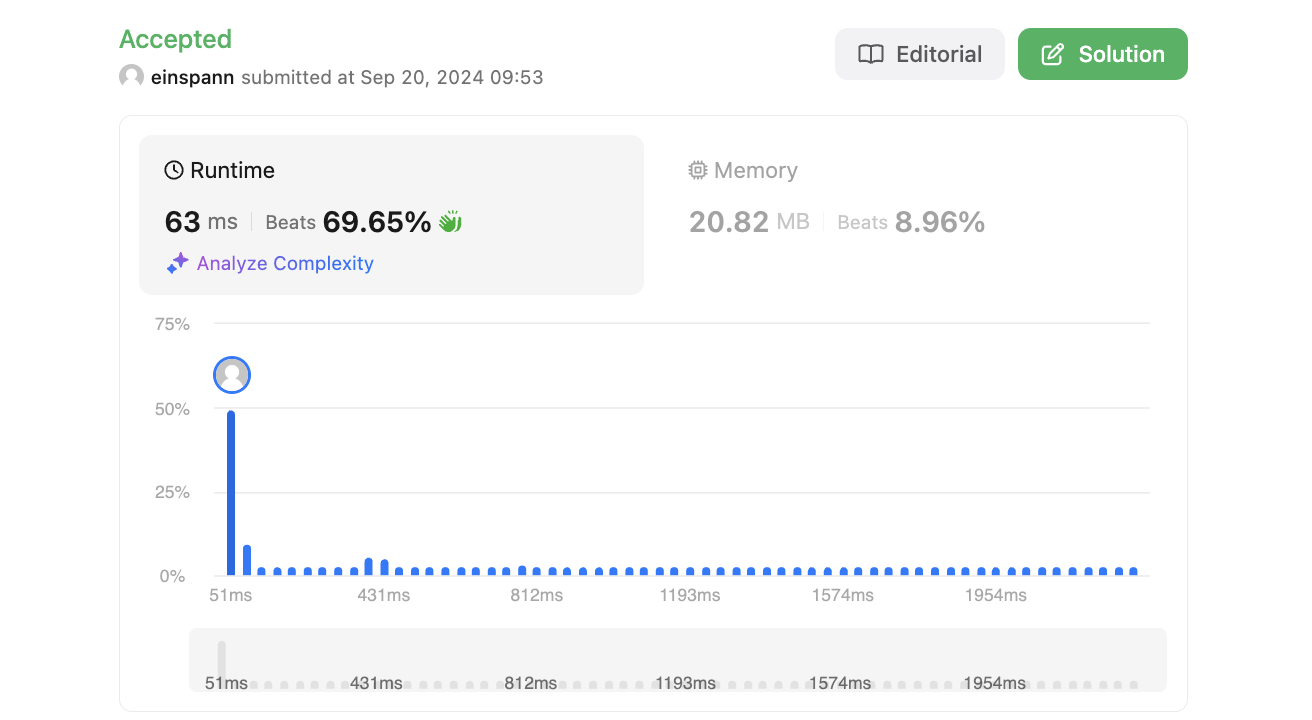 Accepted
einspann submitted at Sep 20, 2024 09:53
Editorial
Solution
Runtime
63 ms Beats 69.65%
Analyze Complexity
Memory
20.82 MB Beats 8.96%
75%
50%
25%
0%
51ms 431ms 812ms 1193ms 1574ms 1954ms
51ms 431ms 812ms 1193ms 1574ms 1954ms